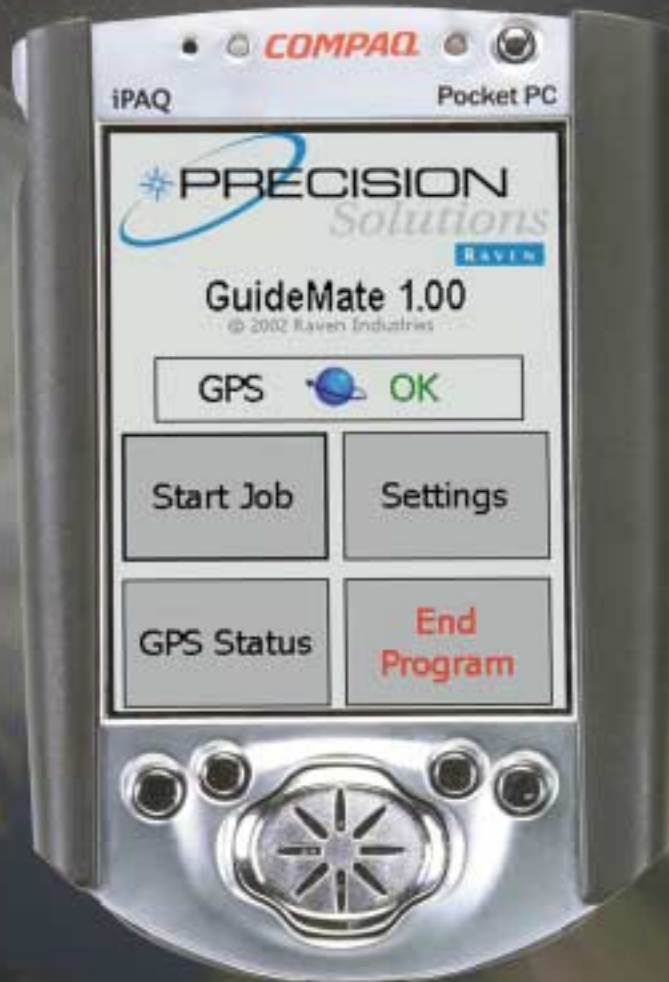 COMPAQ
iPAQ Pocket PC
PRECISION
Solutions
RAVEN
GuideMate 1.00
© 2002 Raven Industries
GPS OK
Start Job Settings
GPS Status End Program